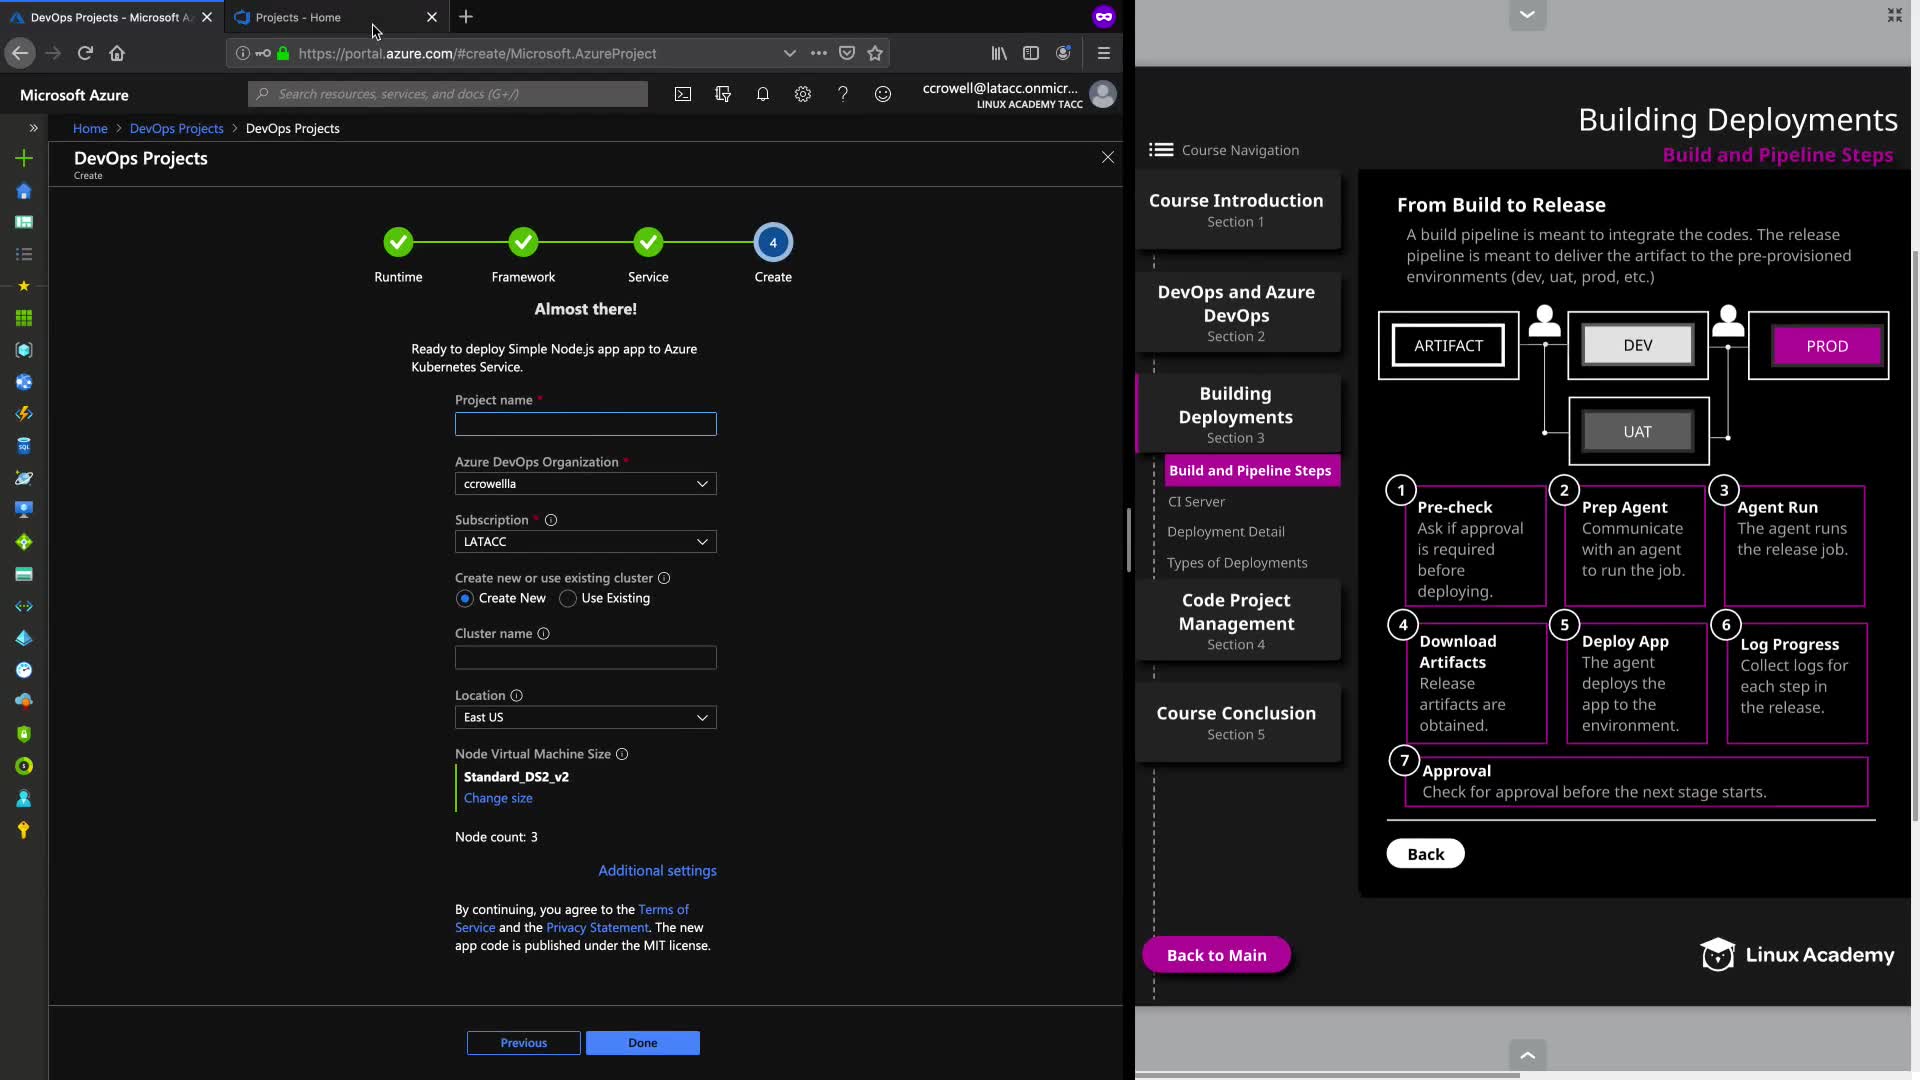 DevOps Projects - Microsoft Az
Projects - Home
https://portal.azure.com/#create/Microsoft.AzureProject
Microsoft Azure
Search resources, services, and docs (G+/)
ccrowell@latacc.onmicr...
LINUX ACADEMY TACC
Home > DevOps Projects > DevOps Projects
DevOps Projects
Create
4
Runtime
Framework
Service
Create
Almost there!
Ready to deploy Simple Node.js app app to Azure
Kubernetes Service.
Project name *
Azure DevOps Organization *
ccrowellla
Subscription *
LATACC
Create new or use existing cluster
Create New
Use Existing
Cluster name
Location
East US
Node Virtual Machine Size
Standard_DS2_v2
Change size
Node count: 3
Additional settings
By continuing, you agree to the Terms of
Service and the Privacy Statement. The new
app code is published under the MIT license.
Previous
Done
Building Deployments
Build and Pipeline Steps
Course Navigation
Course Introduction
Section 1
DevOps and Azure
DevOps
Section 2
Building
Deployments
Section 3
Build and Pipeline Steps
CI Server
Deployment Detail
Types of Deployments
Code Project
Management
Section 4
Course Conclusion
Section 5
Back to Main
From Build to Release
A build pipeline is meant to integrate the codes. The release
pipeline is meant to deliver the artifact to the pre-provisioned
environments (dev, uat, prod, etc.)
ARTIFACT
DEV
PROD
UAT
1
Pre-check
Ask if approval
is required
before
deploying.
2
Prep Agent
Communicate
with an agent
to run the job.
3
Agent Run
The agent runs
the release job.
4
Download
Artifacts
Release
artifacts are
obtained.
5
Deploy App
The agent
deploys the
app to the
environment.
6
Log Progress
Collect logs for
each step in
the release.
7
Approval
Check for approval before the next stage starts.
Back
Linux Academy